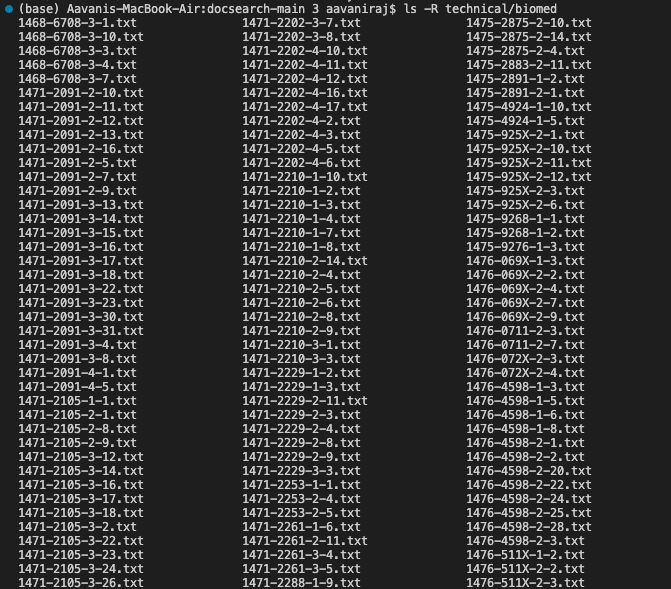 (base) Aavanis-MacBook-Air:docsearch-main 3 aavaniraj$ ls -R technical/biomed
1468-6708-3-1.txt 1471-2202-3-7.txt 1475-2875-2-10.txt
1468-6708-3-10.txt 1471-2202-3-8.txt 1475-2875-2-14.txt
1468-6708-3-3.txt 1471-2202-4-10.txt 1475-2875-2-4.txt
1468-6708-3-4.txt 1471-2202-4-11.txt 1475-2883-2-11.txt
1468-6708-3-7.txt 1471-2202-4-12.txt 1475-2891-1-2.txt
1471-2091-2-10.txt 1471-2202-4-16.txt 1475-2891-2-1.txt
1471-2091-2-11.txt 1471-2202-4-17.txt 1475-4924-1-10.txt
1471-2091-2-12.txt 1471-2202-4-2.txt 1475-4924-1-5.txt
1471-2091-2-13.txt 1471-2202-4-3.txt 1475-925X-2-1.txt
1471-2091-2-16.txt 1471-2202-4-5.txt 1475-925X-2-10.txt
1471-2091-2-5.txt 1471-2202-4-6.txt 1475-925X-2-11.txt
1471-2091-2-7.txt 1471-2210-1-10.txt 1475-925X-2-12.txt
1471-2091-2-9.txt 1471-2210-1-2.txt 1475-925X-2-3.txt
1471-2091-3-13.txt 1471-2210-1-3.txt 1475-925X-2-6.txt
1471-2091-3-14.txt 1471-2210-1-4.txt 1475-9268-1-1.txt
1471-2091-3-15.txt 1471-2210-1-7.txt 1475-9268-1-2.txt
1471-2091-3-16.txt 1471-2210-1-8.txt 1475-9276-1-3.txt
1471-2091-3-17.txt 1471-2210-2-14.txt 1476-069X-1-3.txt
1471-2091-3-18.txt 1471-2210-2-4.txt 1476-069X-2-2.txt
1471-2091-3-22.txt 1471-2210-2-5.txt 1476-069X-2-4.txt
1471-2091-3-23.txt 1471-2210-2-6.txt 1476-069X-2-7.txt
1471-2091-3-30.txt 1471-2210-2-8.txt 1476-069X-2-9.txt
1471-2091-3-31.txt 1471-2210-2-9.txt 1476-0711-2-3.txt
1471-2091-3-4.txt 1471-2210-3-1.txt 1476-0711-2-7.txt
1471-2091-3-8.txt 1471-2210-3-3.txt 1476-072X-2-3.txt
1471-2091-4-1.txt 1471-2229-1-2.txt 1476-072X-2-4.txt
1471-2091-4-5.txt 1471-2229-1-3.txt 1476-4598-1-3.txt
1471-2105-1-1.txt 1471-2229-2-11.txt 1476-4598-1-5.txt
1471-2105-2-1.txt 1471-2229-2-3.txt 1476-4598-1-6.txt
1471-2105-2-8.txt 1471-2229-2-4.txt 1476-4598-1-8.txt
1471-2105-2-9.txt 1471-2229-2-8.txt 1476-4598-2-1.txt
1471-2105-3-12.txt 1471-2229-2-9.txt 1476-4598-2-2.txt
1471-2105-3-14.txt 1471-2229-3-3.txt 1476-4598-2-20.txt
1471-2105-3-16.txt 1471-2253-1-1.txt 1476-4598-2-22.txt
1471-2105-3-17.txt 1471-2253-2-4.txt 1476-4598-2-24.txt
1471-2105-3-18.txt 1471-2253-2-5.txt 1476-4598-2-25.txt
1471-2105-3-2.txt 1471-2261-1-6.txt 1476-4598-2-28.txt
1471-2105-3-22.txt 1471-2261-2-11.txt 1476-4598-2-3.txt
1471-2105-3-23.txt 1471-2261-3-4.txt 1476-511X-1-2.txt
1471-2105-3-24.txt 1471-2261-3-5.txt 1476-511X-2-2.txt
1471-2105-3-26.txt 1471-2288-1-9.txt 1476-511X-2-3.txt